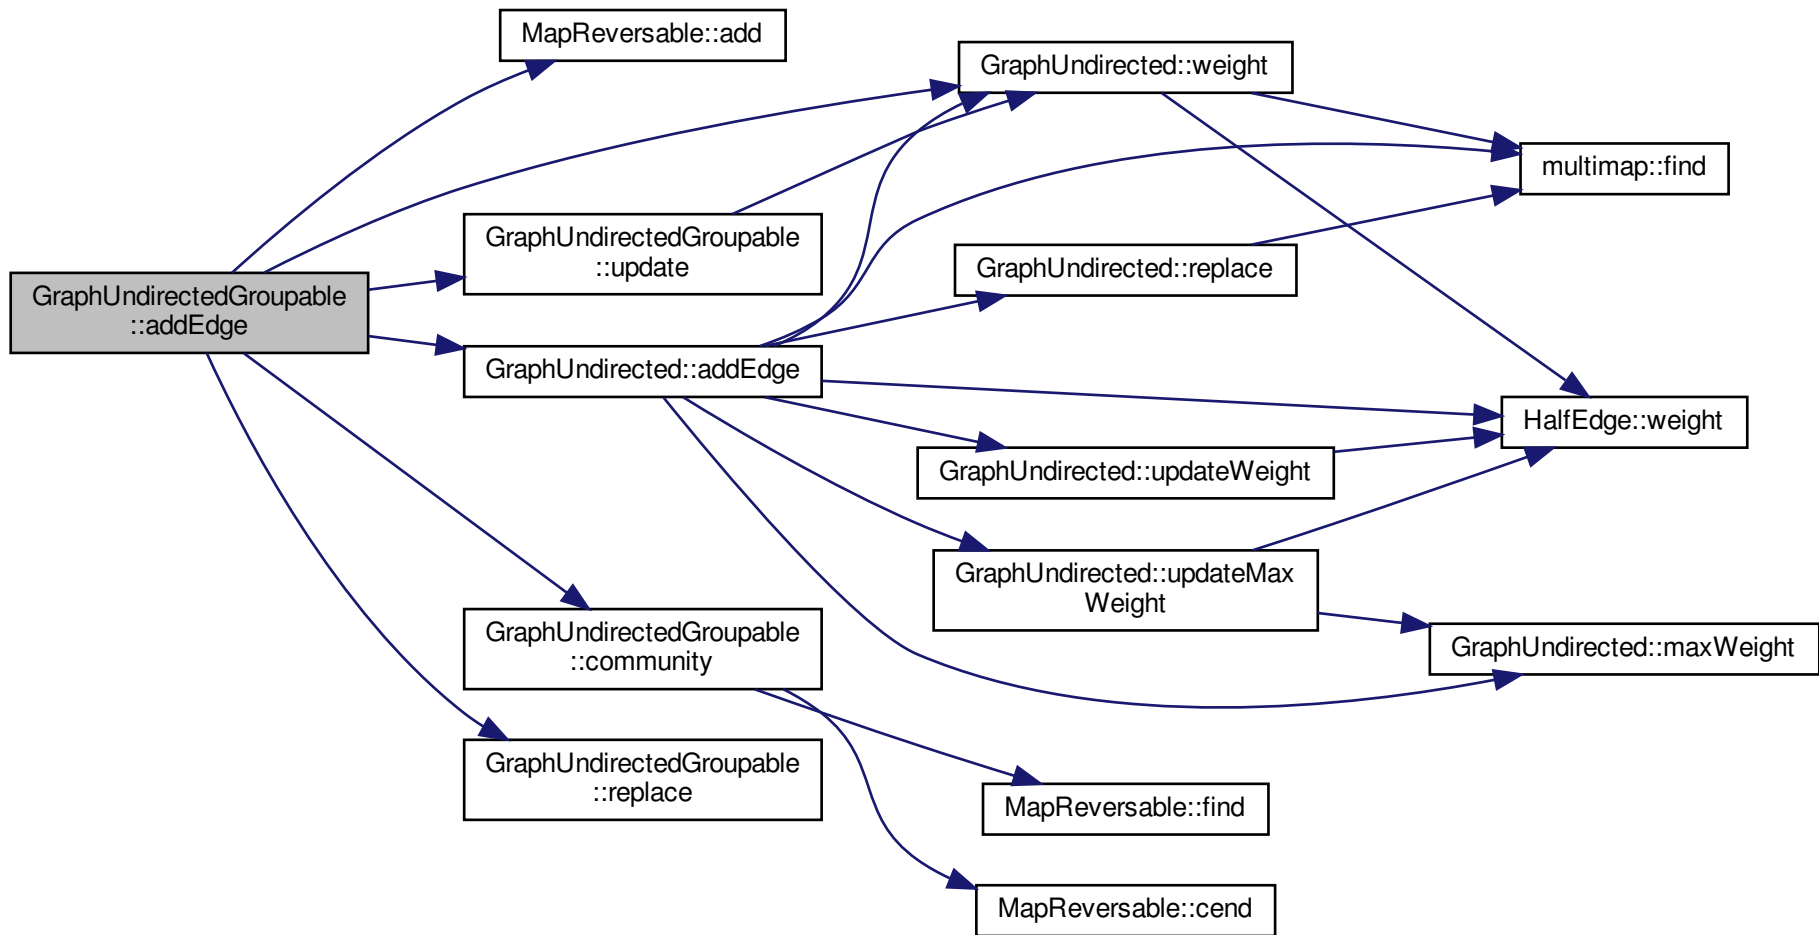 MapReversable::add
GraphUndirected::weight
multimap::find
GraphUndirectedGroupable
::update
GraphUndirected::replace
GraphUndirectedGroupable
::addEdge
GraphUndirected::addEdge
HalfEdge::weight
GraphUndirected::updateWeight
GraphUndirected::updateMax
Weight
GraphUndirectedGroupable
::community
GraphUndirected::maxWeight
GraphUndirectedGroupable
::replace
MapReversable::find
MapReversable::cend